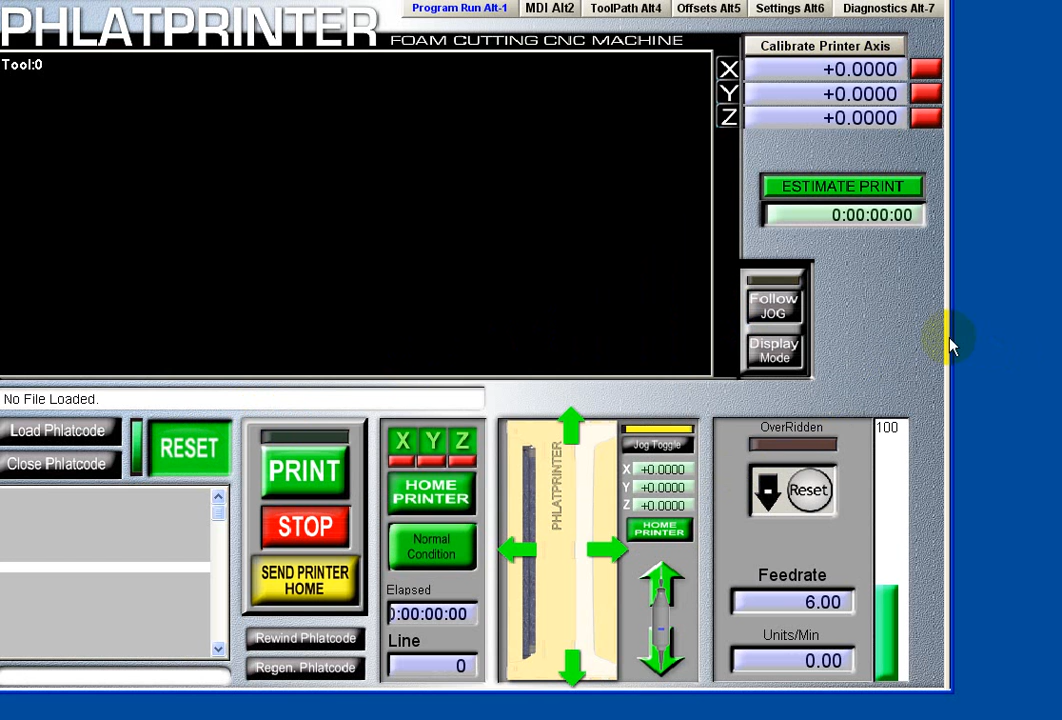 Program Run Alt-1 MDI Alt2 ToolPath Alt4 Offsets Alt5 Settings Alt6 Diagnostics Alt-7
PHLATPRINTER FOAM CUTTING CNC MACHINE
Tool:0
Calibrate Printer Axis
X +0.0000
Y +0.0000
Z +0.0000
ESTIMATE PRINT
0:00:00:00
Follow
JOG
Display
Mode
No File Loaded.
Load Phlatcode
Close Phlatcode
RESET
PRINT
STOP
SEND PRINTER
HOME
Rewind Phlatcode
Regen. Phlatcode
X Y Z
HOME
PRINTER
Normal
Condition
Elapsed
0:00:00:00
Line
0
PHLATPRINTER
Jog Toggle
X +0.0000
Y +0.0000
Z +0.0000
HOME
PRINTER
OverRidden
100
Reset
Feedrate
6.00
Units/Min
0.00